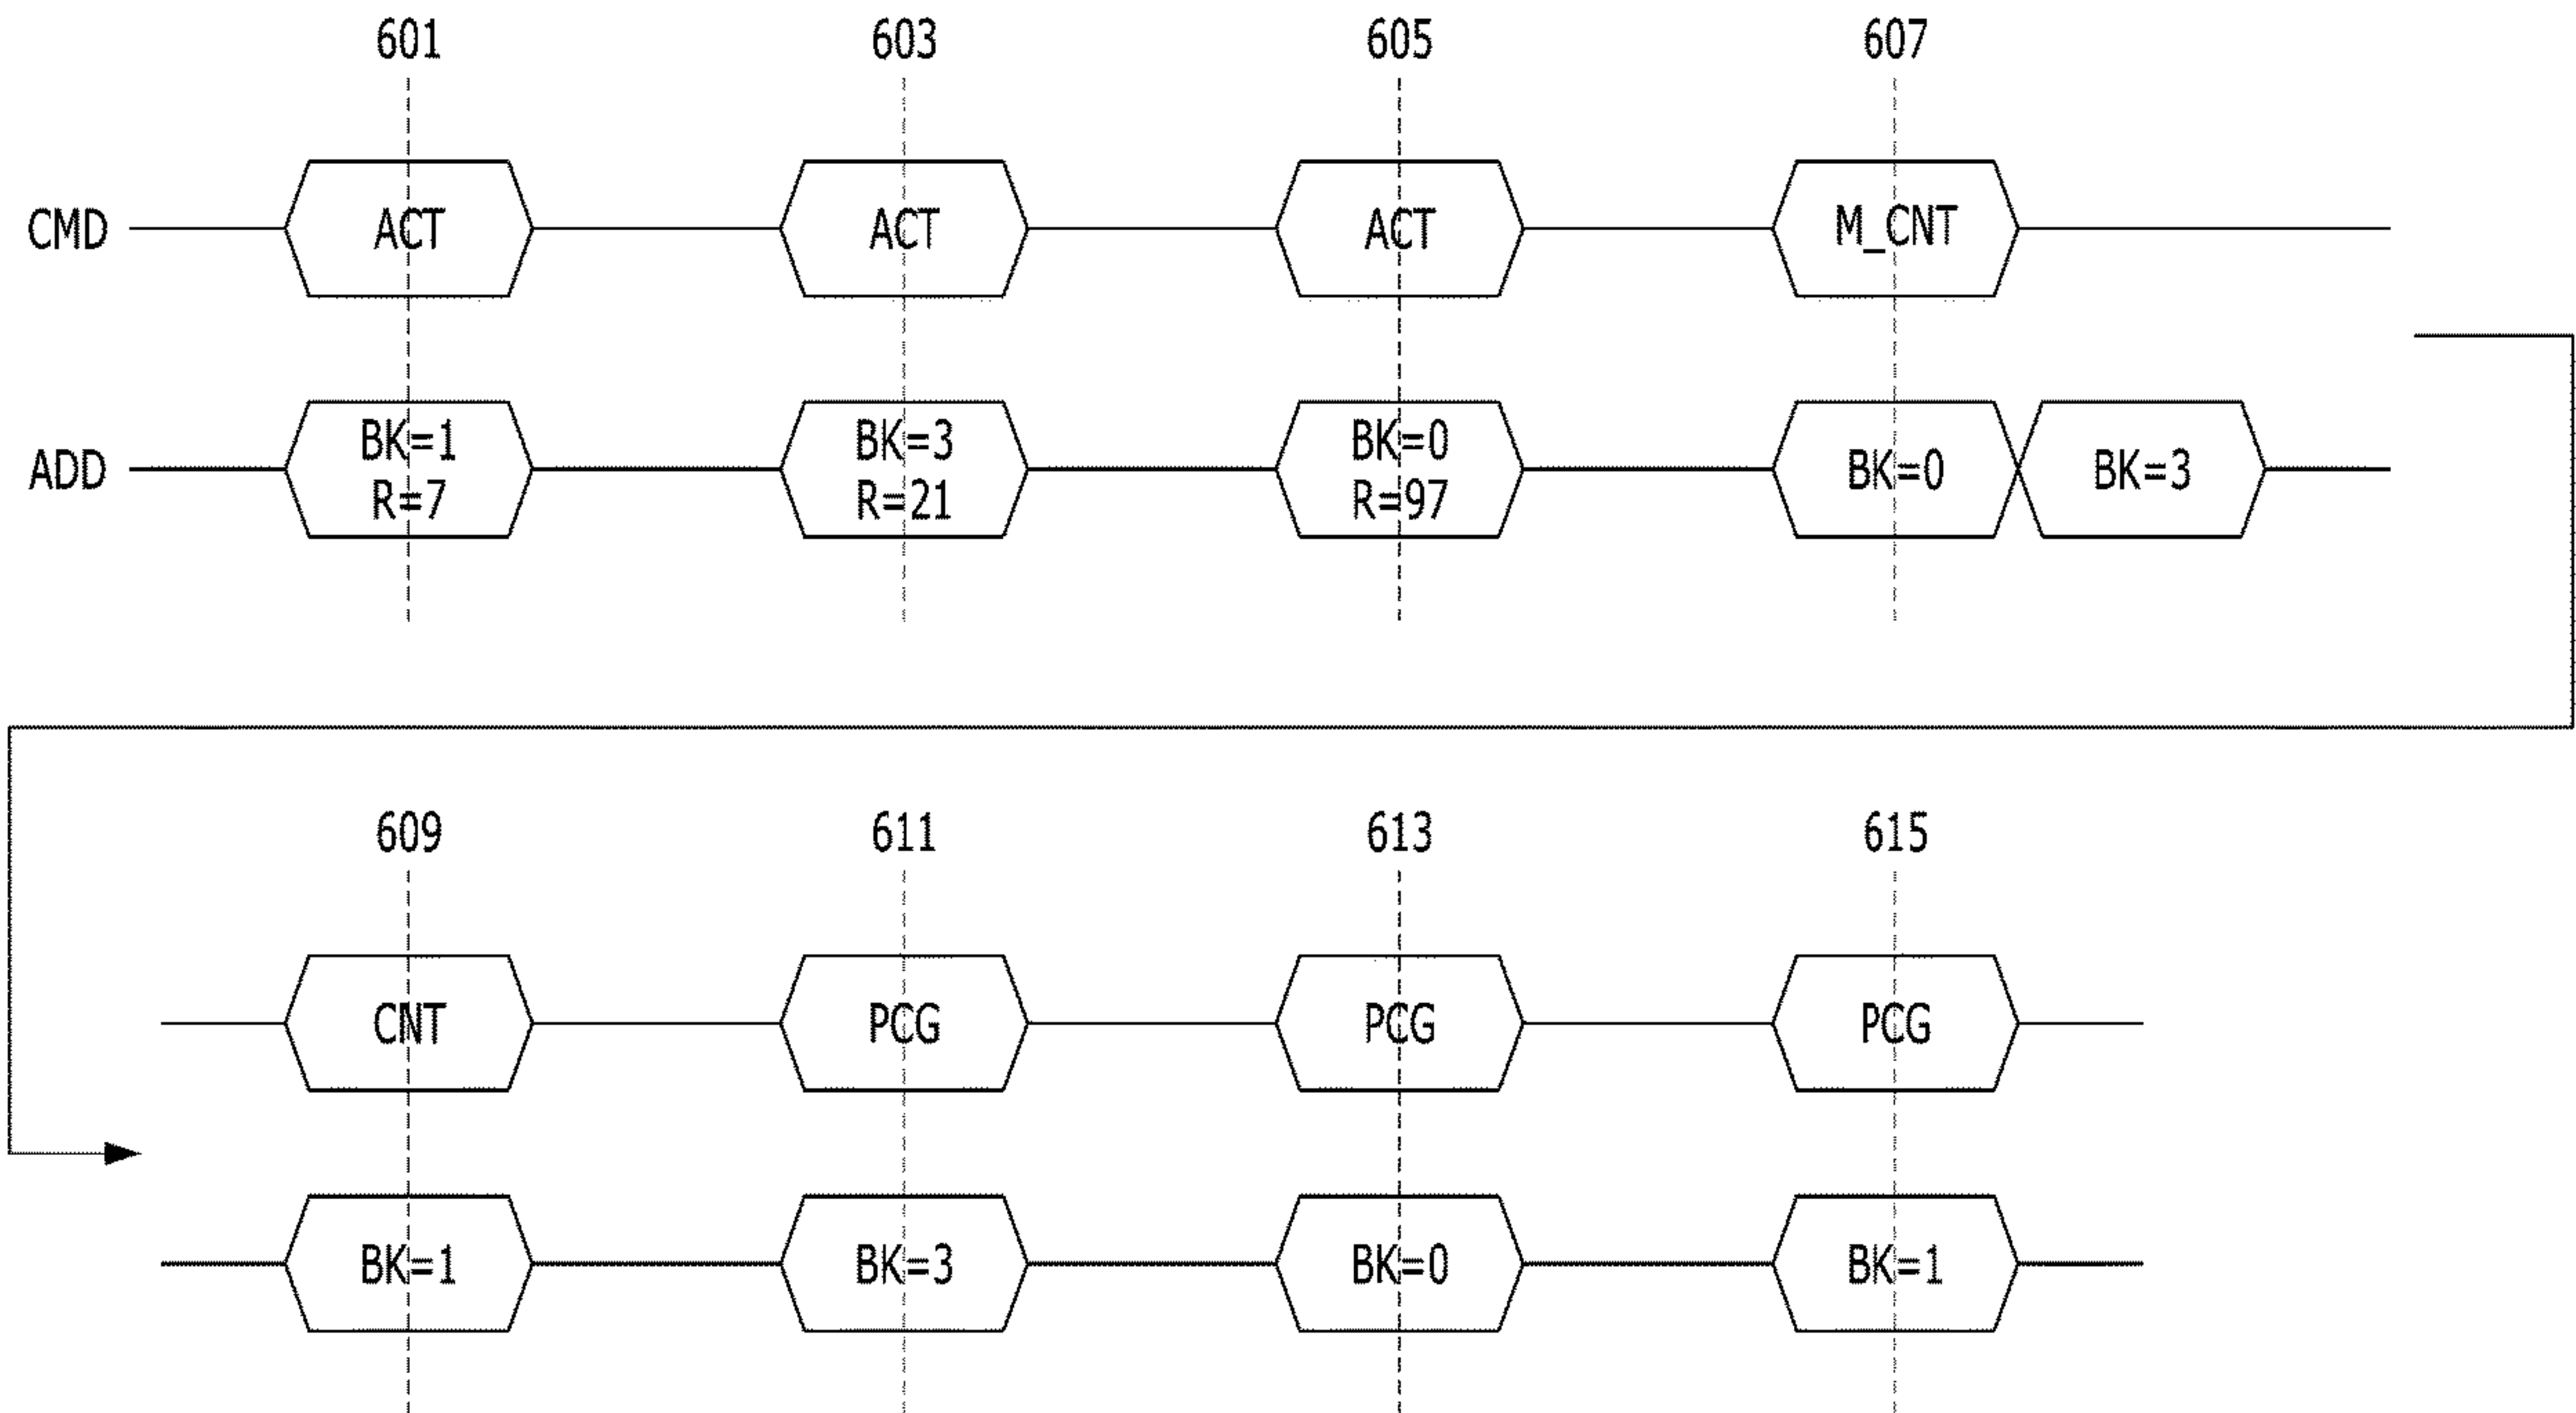 601 603 605 607
CMD ACT ACT ACT M_CNT
BK=1 BK=3 BK=0
ADD BK=0 BK=3
R=7 R=21 R=97
609 611 613 615
CNT PCG PCG PCG
BK=1 BK=3 BK=0 BK=1